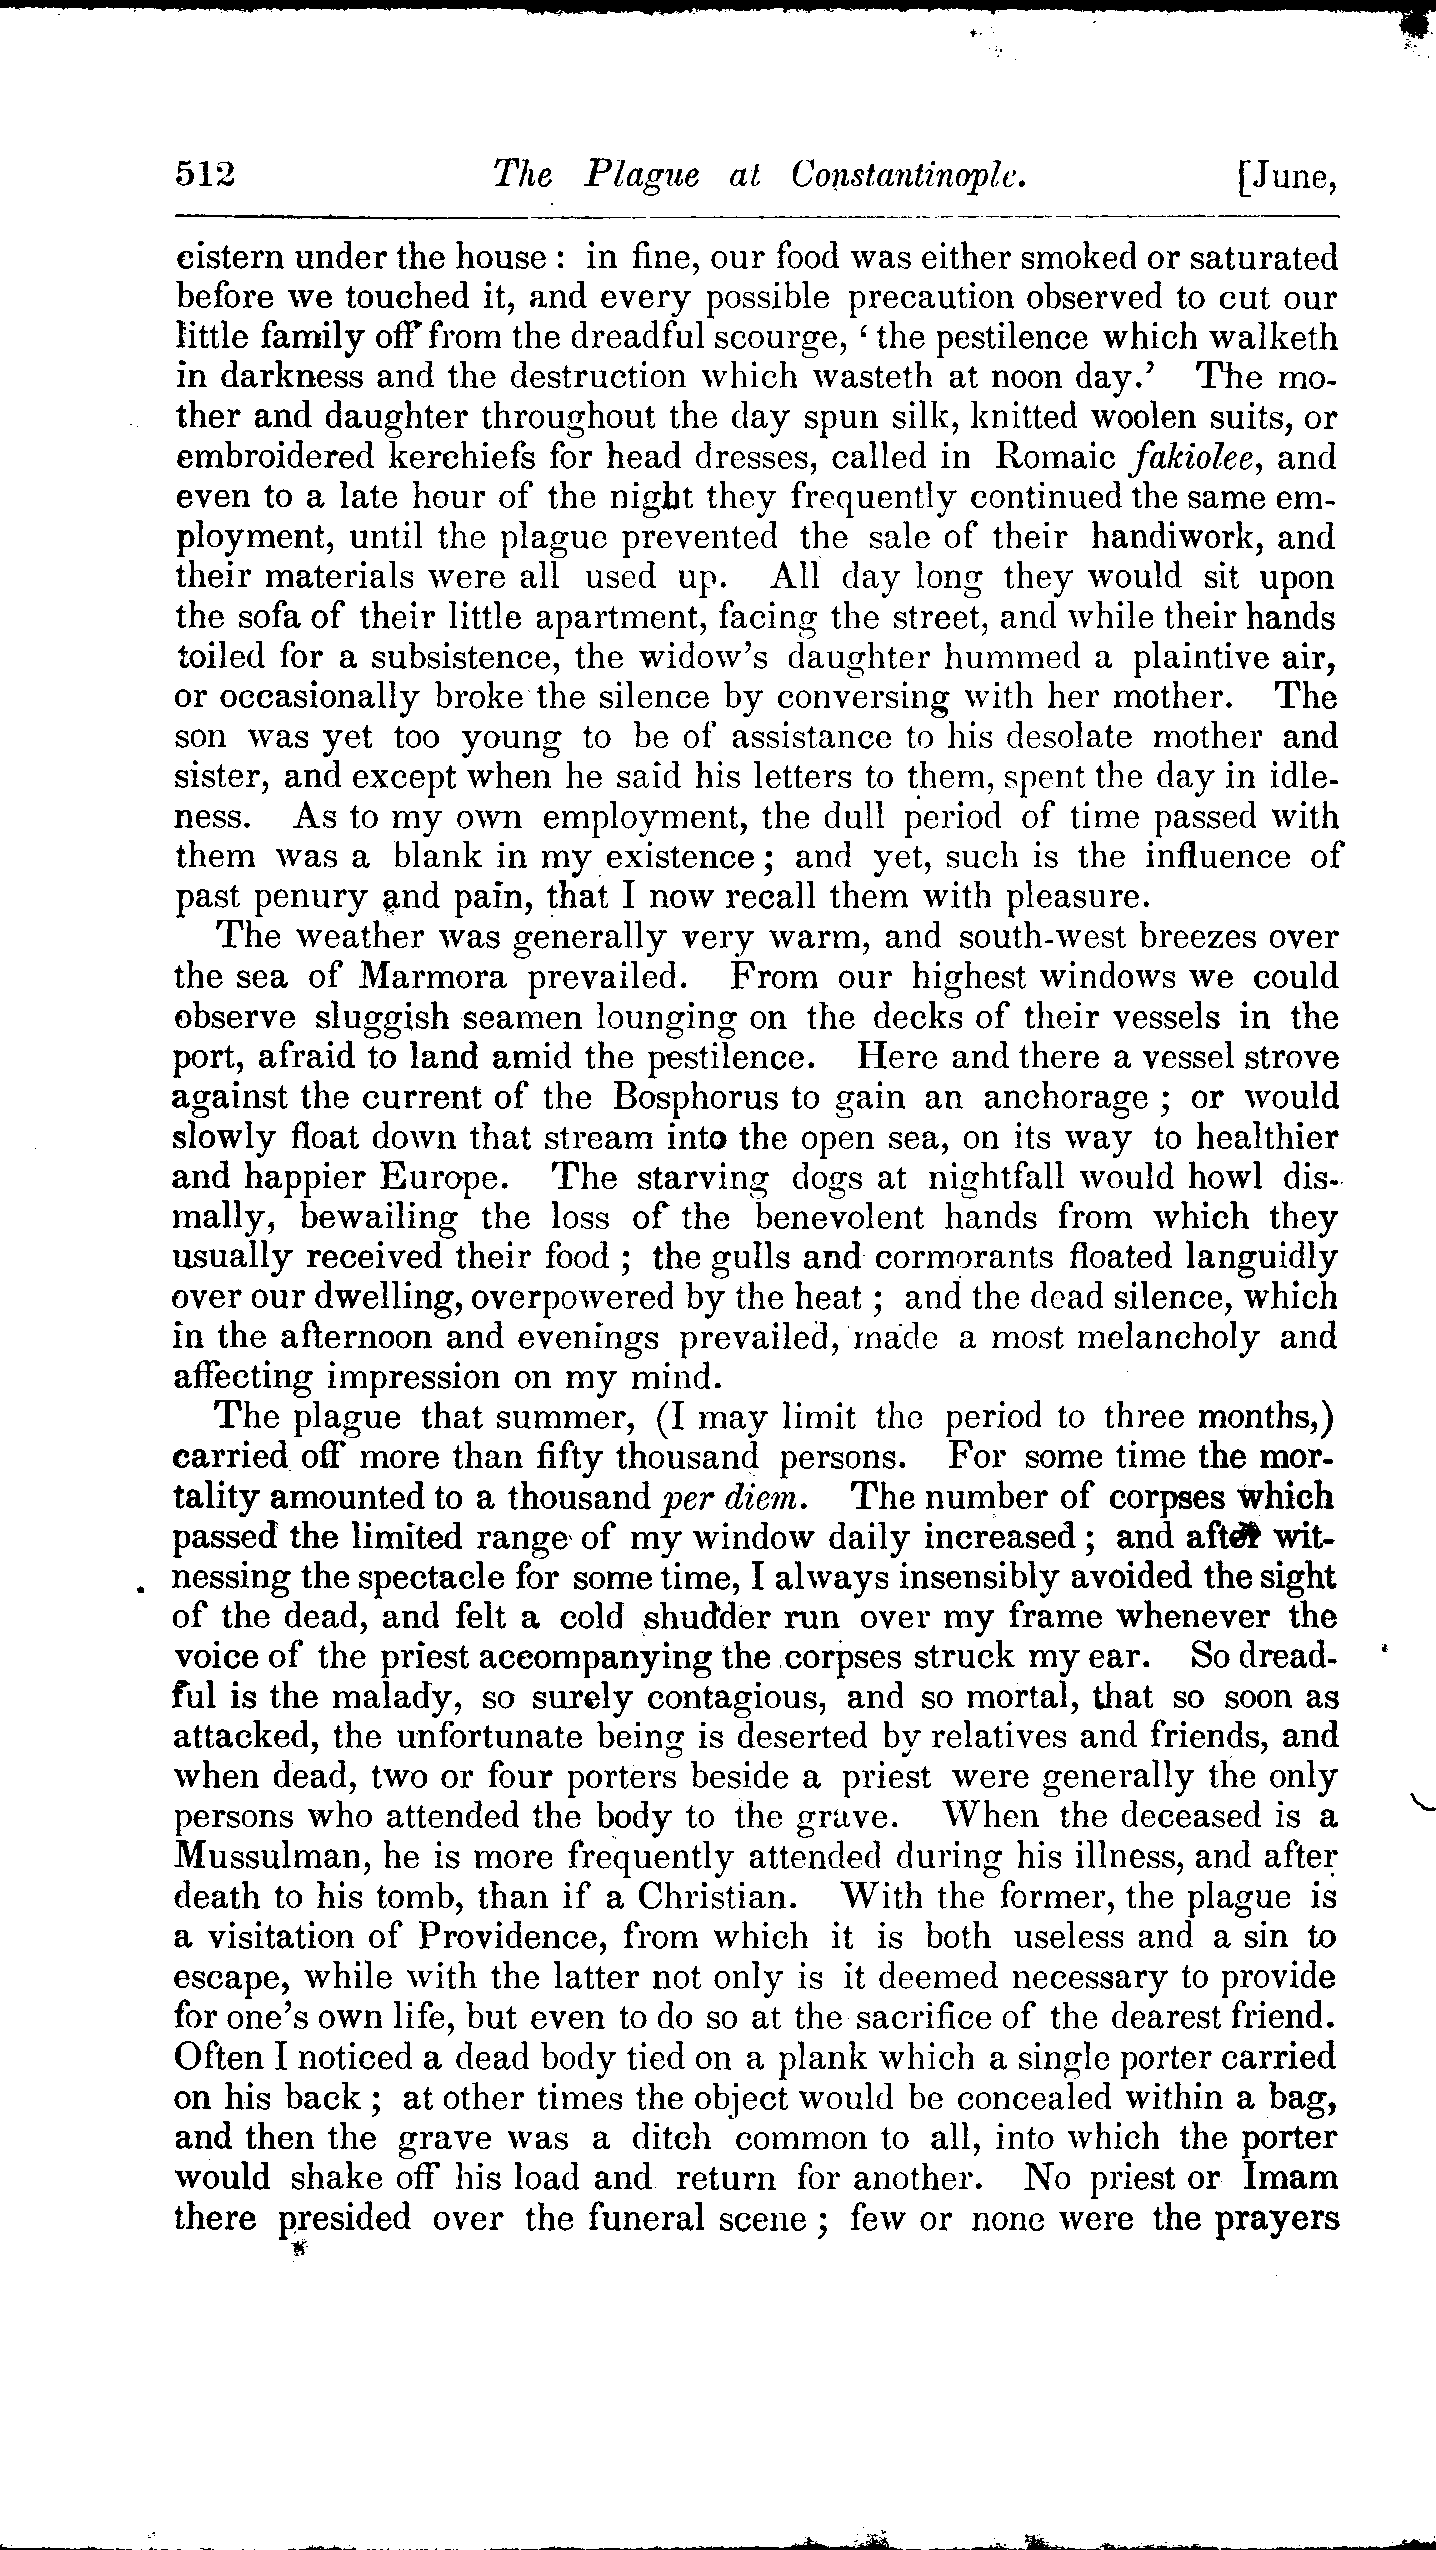 512 The Plague at Constantinople. [June,
cistern under the house : in fine, our food was either smoked or saturated
before we touched it, and every possible precaution observed to cut our
little family off from the dreadful scourge, ‘ the pestilence which walketh
in darkness and the destruction which wasteth at noon day.’ The mo-
ther and daughter throughout the day spun silk, knitted woolen suits, or
embroidered kerchiefs for head dresses, called in Romaic fakiolee, and
even to a late hour of the night they frequently continued the same em-
ployment, until the plague prevented the sale of their handiwork, and
their materials were all used up. All day long they would sit upon
the sofa of their little apartment, facing the street, and while their hands
toiled for a subsistence, the widow’s daughter hummed a plaintive air,
or occasionally broke the silence by conversing with her mother. The
son was yet too young to be of assistance to his desolate mother and
sister, and except when he said his letters to them, spent the day in idle-
ness. As to my own employment, the dull period of time passed with
them was a blank in my existence ; and yet, such is the influence of
past penury and pain, that I now recall them with pleasure.
The weather was generally very warm, and south-west breezes over
the sea of Marmora prevailed. From our highest windows we could
observe sluggish seamen lounging on the decks of their vessels in the
port, afraid to land amid the pestilence. Here and there a vessel strove
against the current of the Bosphorus to gain an anchorage ; or would
slowly float down that stream into the open sea, on its way to healthier
and happier Europe. The starving dogs at nightfall would howl dis-
mally, bewailing the loss of the benevolent hands from which they
usually received their food ; the gulls and cormorants floated languidly
over our dwelling, overpowered by the heat ; and the dead silence, which
in the afternoon and evenings prevailed, made a most melancholy and
affecting impression on my mind.
The plague that summer, (I may limit the period to three months,)
carried off more than fifty thousand persons. For some time the mor-
tality amounted to a thousand per diem. The number of corpses which
passed the limited range of my window daily increased ; and after wit-
nessing the spectacle for some time, I always insensibly avoided the sight
of the dead, and felt a cold shudder run over my frame whenever the
voice of the priest accompanying the corpses struck my ear. So dread-
ful is the malady, so surely contagious, and so mortal, that so soon as
attacked, the unfortunate being is deserted by relatives and friends, and
when dead, two or four porters beside a priest were generally the only
persons who attended the body to the grave. When the deceased is a
Mussulman, he is more frequently attended during his illness, and after
death to his tomb, than if a Christian. With the former, the plague is
a visitation of Providence, from which it is both useless and a sin to
escape, while with the latter not only is it deemed necessary to provide
for one’s own life, but even to do so at the sacrifice of the dearest friend.
Often I noticed a dead body tied on a plank which a single porter carried
on his back ; at other times the object would be concealed within a bag,
and then the grave was a ditch common to all, into which the porter
would shake off his load and return for another. No priest or Imam
there presided over the funeral scene ; few or none were the prayers